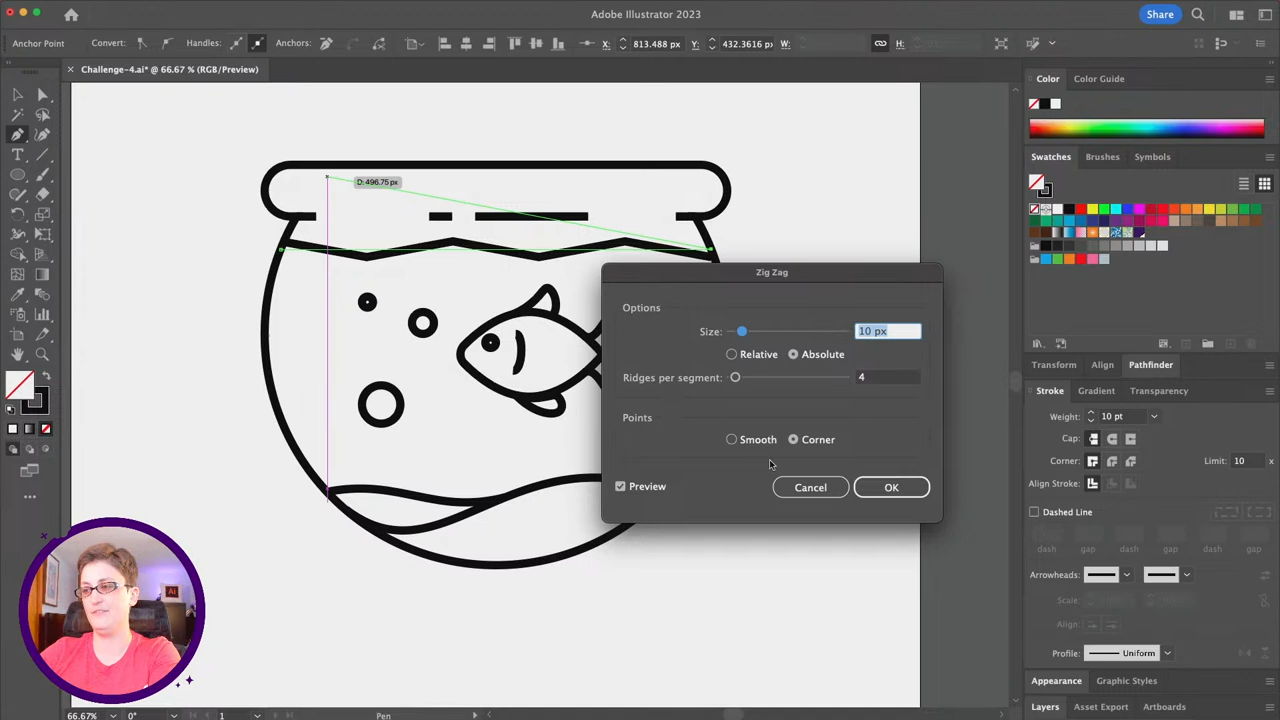 Adobe Illustrator 2023
Share
Anchor Point
Convert:
Handles:
Anchors:
X:
813.488 px
Y:
432.3616 px
W:
H:
× Challenge-4.ai* @ 66.67 % (RGB/Preview)
Color
Color Guide
Swatches
Brushes
Symbols
D: 496.75 px
Zig Zag
Options
Size:
10 px
Relative
Absolute
Ridges per segment:
4
Points
Smooth
Corner
Preview
Cancel
OK
Transform
Align
Pathfinder
Stroke
Gradient
Transparency
Weight:
10 pt
Cap:
Corner:
Limit:
10
x
Align Stroke:
Dashed Line
dash
gap
dash
gap
dash
gap
Arrowheads:
Scale:
Align:
Profile:
Uniform
Appearance
Graphic Styles
Layers
Asset Export
Artboards
Ai
66.67%
0°
1
Pen